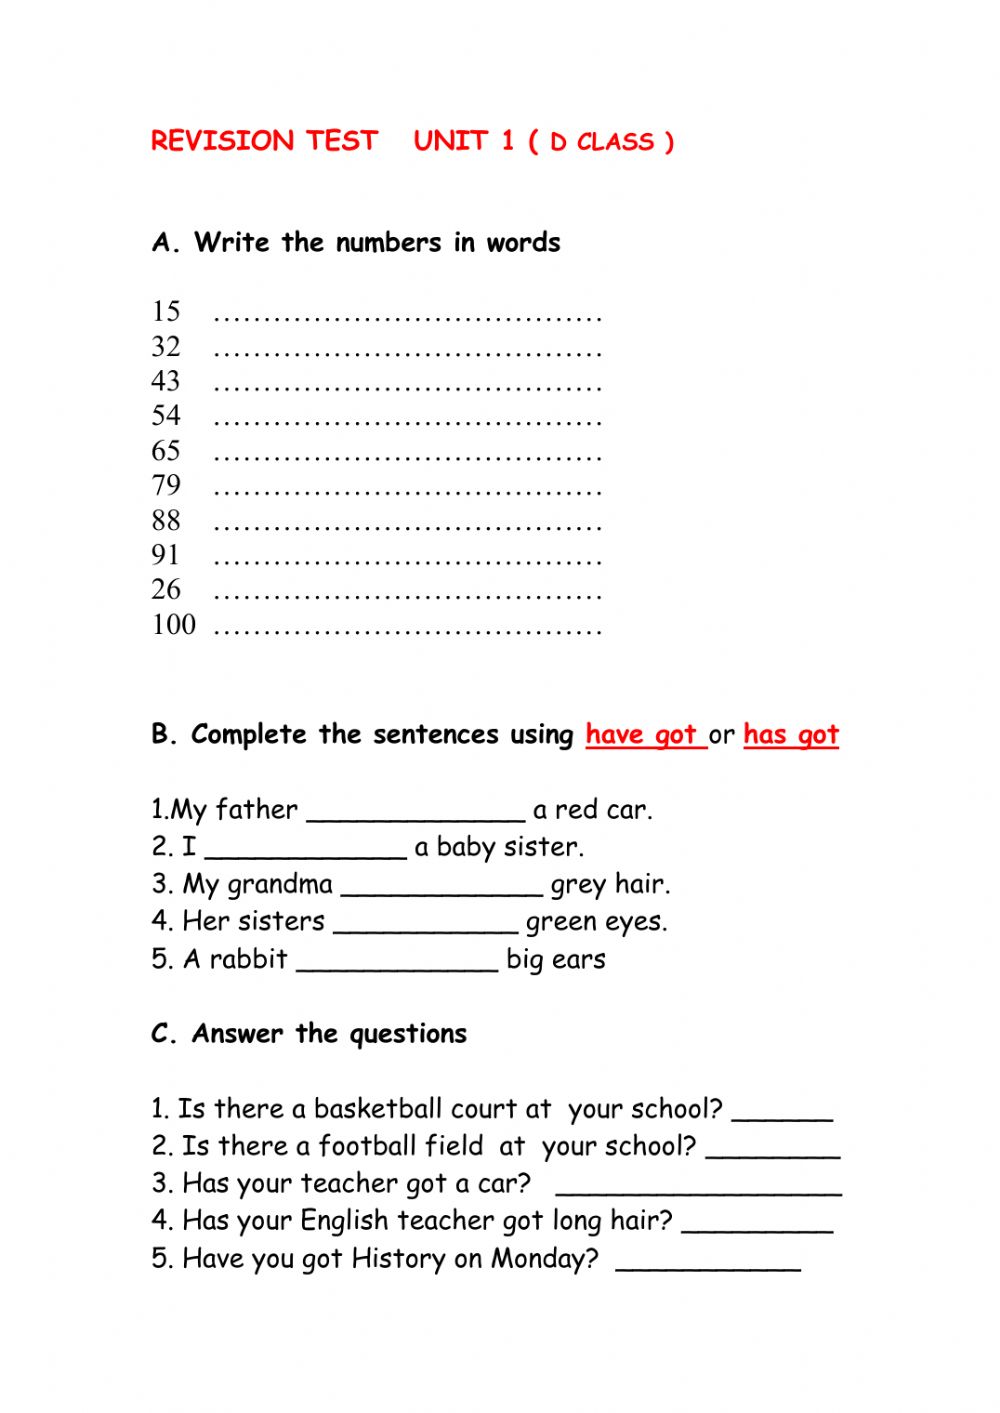 REVISION TEST UNIT 1 ( D CLASS )
A. Write the numbers in words
15 ............................................
32 ............................................
43 ............................................
54 ............................................
65 ............................................
79 ............................................
88 ............................................
91 ............................................
26 ............................................
100 ............................................
B. Complete the sentences using have got or has got
1.My father _____________ a red car.
2. I ____________ a baby sister.
3. My grandma ____________ grey hair.
4. Her sisters ___________ green eyes.
5. A rabbit ____________ big ears
C. Answer the questions
1. Is there a basketball court at your school? ______
2. Is there a football field at your school? ________
3. Has your teacher got a car? _________________
4. Has your English teacher got long hair? _________
5. Have you got History on Monday? ___________